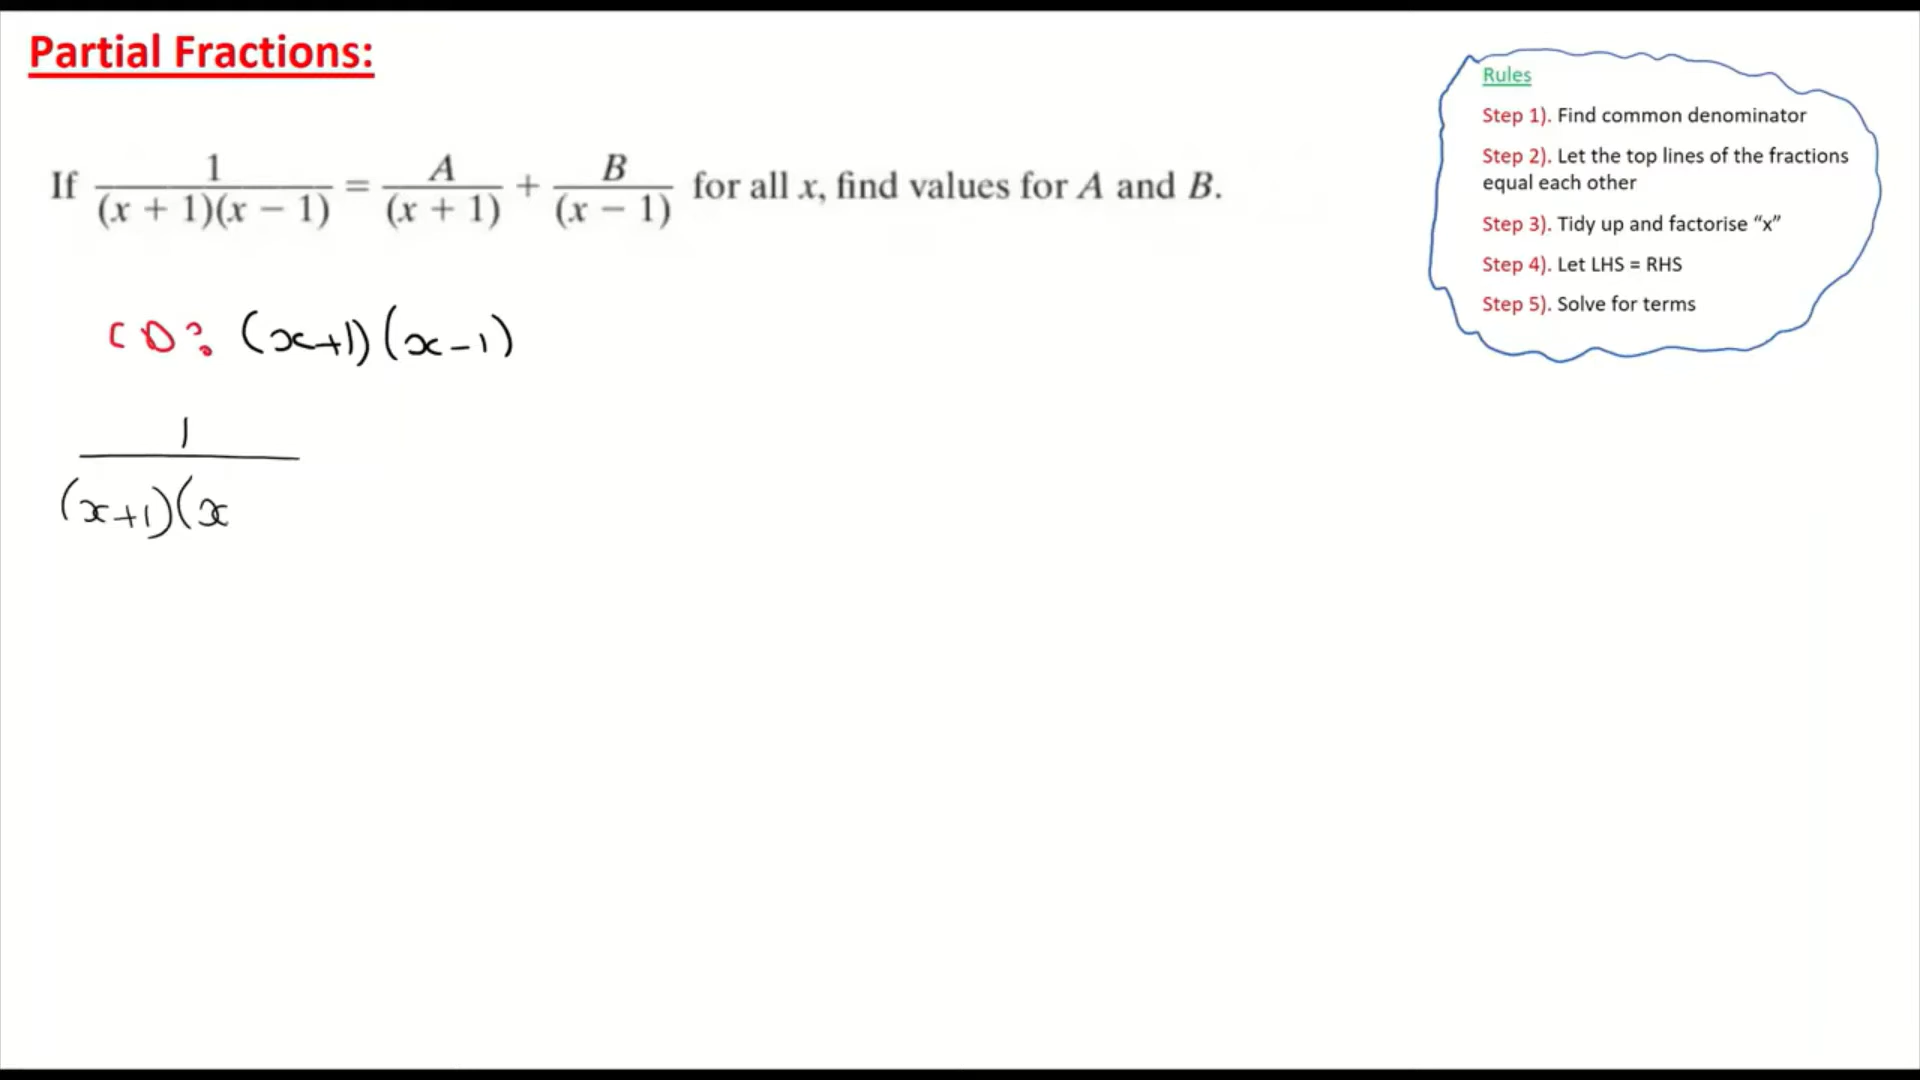 Partial Fractions:
If 1/((x + 1)(x − 1)) = A/(x + 1) + B/(x − 1) for all x, find values for A and B.
CD: (x+1)(x-1)
1
(x+1)(x
Rules
Step 1). Find common denominator
Step 2). Let the top lines of the fractions
equal each other
Step 3). Tidy up and factorise “x”
Step 4). Let LHS = RHS
Step 5). Solve for terms